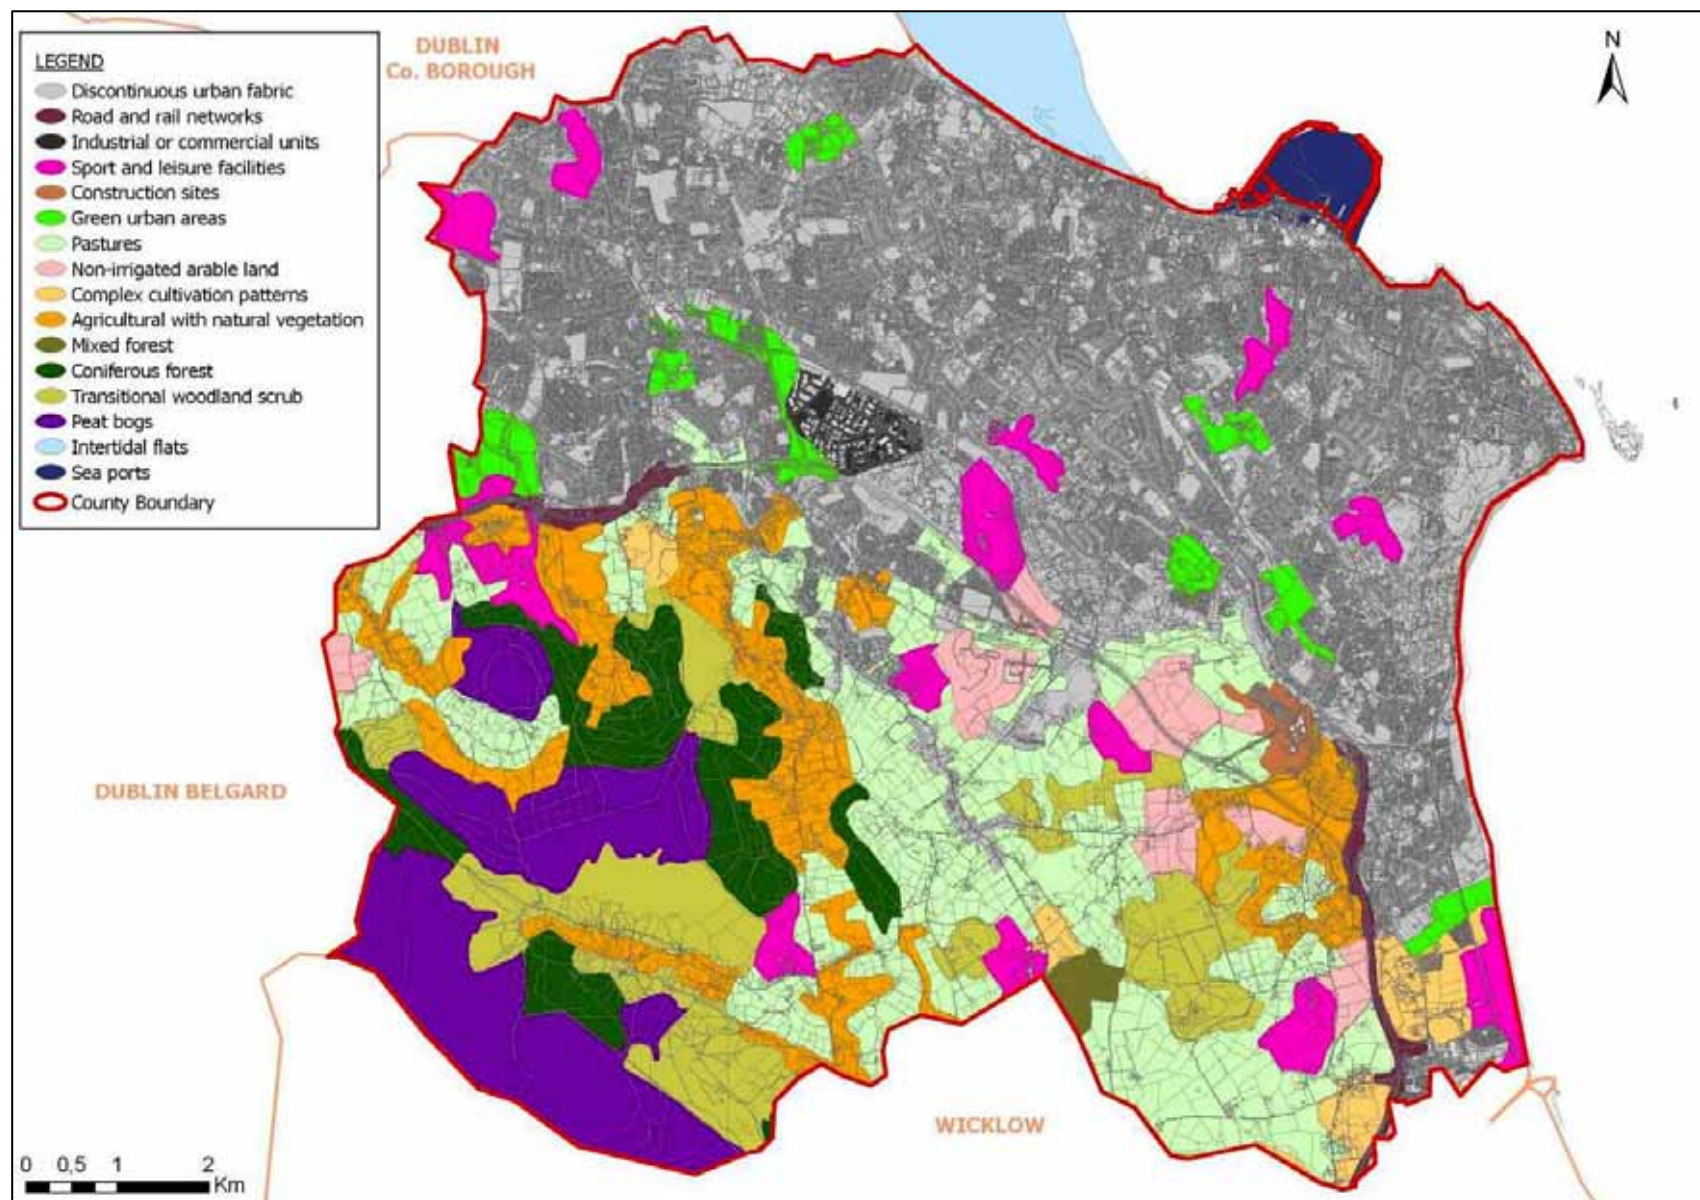 LEGEND
Discontinuous urban fabric
Road and rail networks
Industrial or commercial units
Sport and leisure facilities
Construction sites
Green urban areas
Pastures
Non-irrigated arable land
Complex cultivation patterns
Agricultural with natural vegetation
Mixed forest
Coniferous forest
Transitional woodland scrub
Peat bogs
Intertidal flats
Sea ports
County Boundary
DUBLIN
Co. BOROUGH
N
DUBLIN BELGARD
WICKLOW
0 0,5 1 2
Km